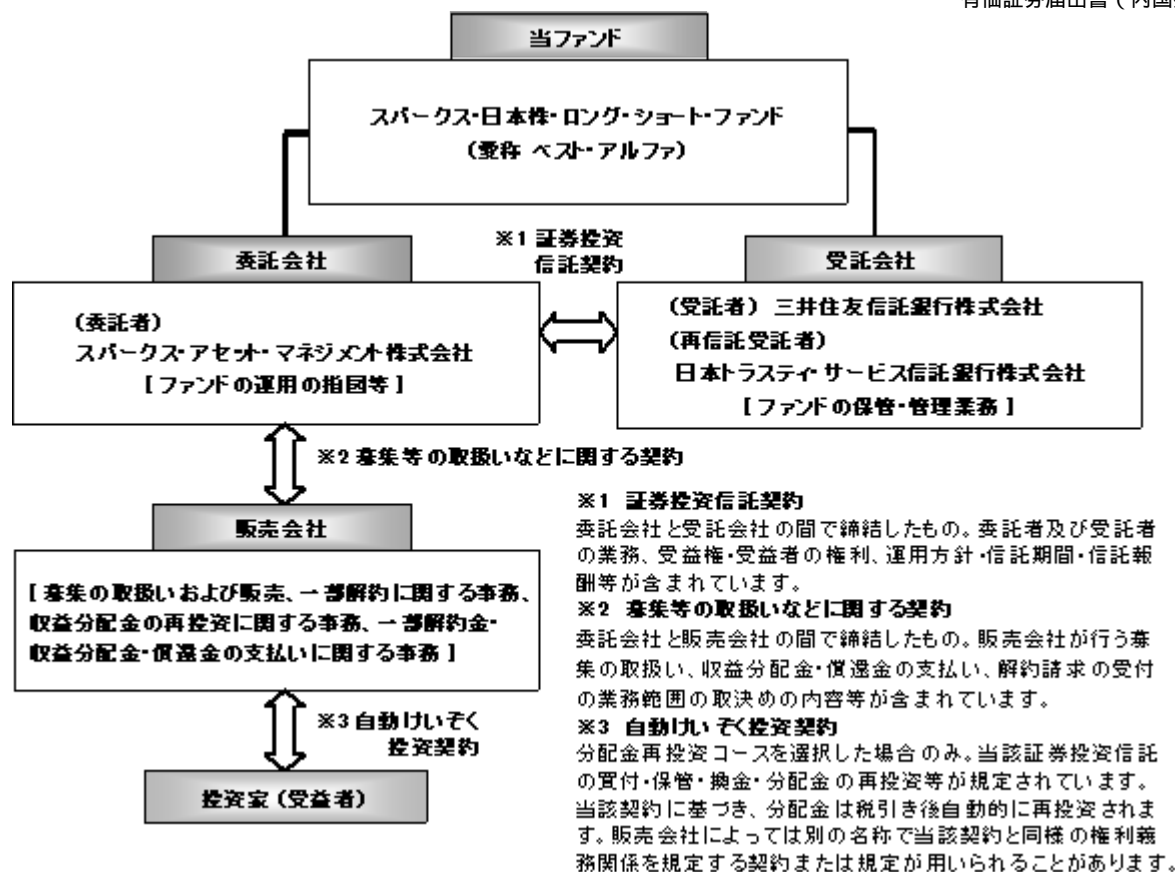 有価証券届出書（内国
当ファンド
スパークス・日本株・ロング・ショート・ファンド
（愛称 ベスト・アルファ）
※1 証券投資
信託契約
委託会社
受託会社
（委託者）
スパークス・アセット・マネジメント株式会社
［ファンドの運用の指図等］
（受託者） 三井住友信託銀行株式会社
（再信託受託者）
日本トラスティ・サービス信託銀行株式会社
［ファンドの保管・管理業務］
※2 募集等の取扱いなどに関する契約
販売会社
［募集の取扱いおよび販売、一部解約に関する事務、
収益分配金の再投資に関する事務、一部解約金・
収益分配金・償還金の支払いに関する事務］
※3 自動けいぞく
投資契約
投資家（受益者）
※1 証券投資信託契約
委託会社と受託会社の間で締結したもの。委託者及び受託者
の業務、受益権・受益者の権利、運用方針・信託期間・信託報
酬等が含まれています。
※2 募集等の取扱いなどに関する契約
委託会社と販売会社の間で締結したもの。販売会社が行う募
集の取扱い、収益分配金・償還金の支払い、解約請求の受付
の業務範囲の取決めの内容等が含まれています。
※3 自動けいぞく投資契約
分配金再投資コースを選択した場合のみ。当該証券投資信託
の買付・保管・換金・分配金の再投資等が規定されています。
当該契約に基づき、分配金は税引き後自動的に再投資されま
す。販売会社によっては別の名称で当該契約と同様の権利義
務関係を規定する契約または規定が用いられることがあります。